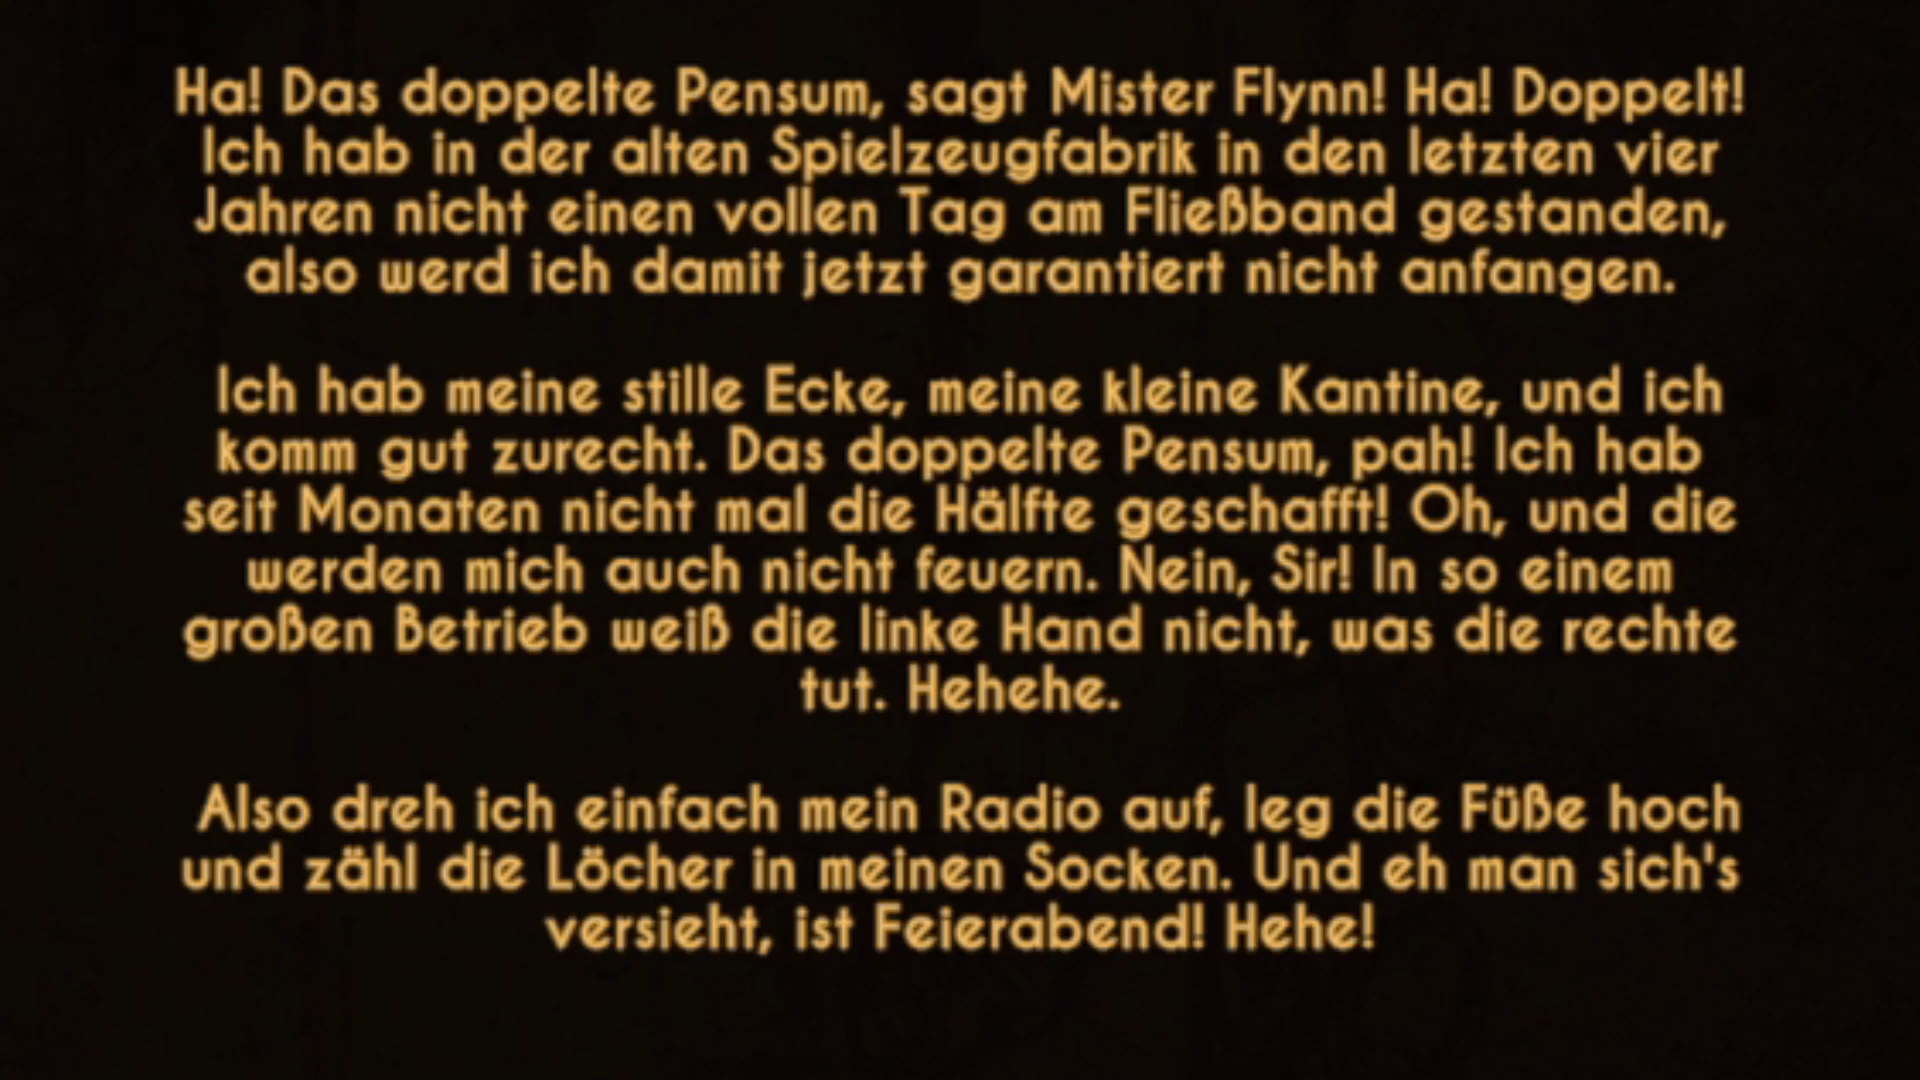 Ha! Das doppelte Pensum, sagt Mister Flynn! Ha! Doppelt!
Ich hab in der alten Spielzeugfabrik in den letzten vier
Jahren nicht einen vollen Tag am Fließband gestanden,
also werd ich damit jetzt garantiert nicht anfangen.
Ich hab meine stille Ecke, meine kleine Kantine, und ich
komm gut zurecht. Das doppelte Pensum, pah! Ich hab
seit Monaten nicht mal die Hälfte geschafft! Oh, und die
werden mich auch nicht feuern. Nein, Sir! In so einem
großen Betrieb weiß die linke Hand nicht, was die rechte
tut. Hehehe.
Also dreh ich einfach mein Radio auf, leg die Füße hoch
und zähl die Löcher in meinen Socken. Und eh man sich's
versieht, ist Feierabend! Hehe!